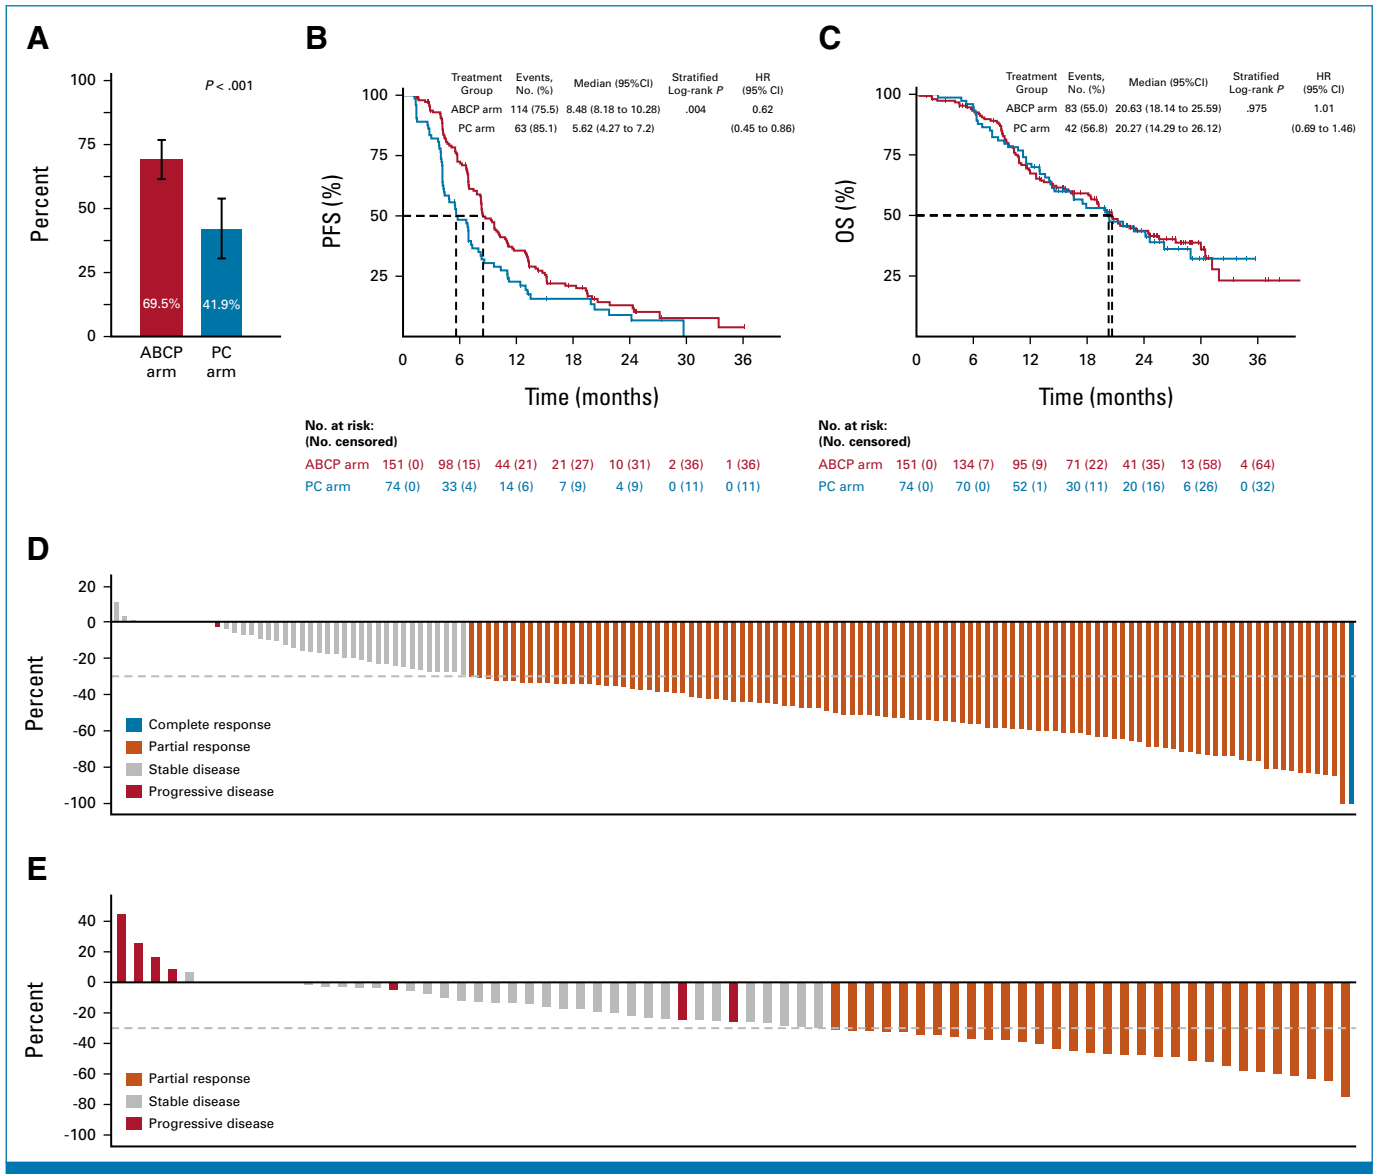 A
P < .001
100
75
50
25
0
Percent
69.5%
41.9%
ABCP arm
PC arm
B
Treatment Group
Events, No. (%)
Median (95%CI)
Stratified Log-rank P
HR (95% CI)
ABCP arm 114 (75.5) 8.48 (8.18 to 10.28) .004 0.62
PC arm 63 (85.1) 5.62 (4.27 to 7.2) (0.45 to 0.86)
100
75
50
25
PFS (%)
0 6 12 18 24 30 36
Time (months)
No. at risk:
(No. censored)
ABCP arm 151 (0) 98 (15) 44 (21) 21 (27) 10 (31) 2 (36) 1 (36)
PC arm 74 (0) 33 (4) 14 (6) 7 (9) 4 (9) 0 (11) 0 (11)
C
Treatment Group
Events, No. (%)
Median (95%CI)
Stratified Log-rank P
HR (95% CI)
ABCP arm 83 (55.0) 20.63 (18.14 to 25.59) .975 1.01
PC arm 42 (56.8) 20.27 (14.29 to 26.12) (0.69 to 1.46)
100
75
50
25
OS (%)
0 6 12 18 24 30 36
Time (months)
No. at risk:
(No. censored)
ABCP arm 151 (0) 134 (7) 95 (9) 71 (22) 41 (35) 13 (58) 4 (64)
PC arm 74 (0) 70 (0) 52 (1) 30 (11) 20 (16) 6 (26) 0 (32)
D
20
0
-20
-40
-60
-80
-100
Percent
Complete response
Partial response
Stable disease
Progressive disease
E
40
20
0
-20
-40
-60
-80
-100
Percent
Partial response
Stable disease
Progressive disease